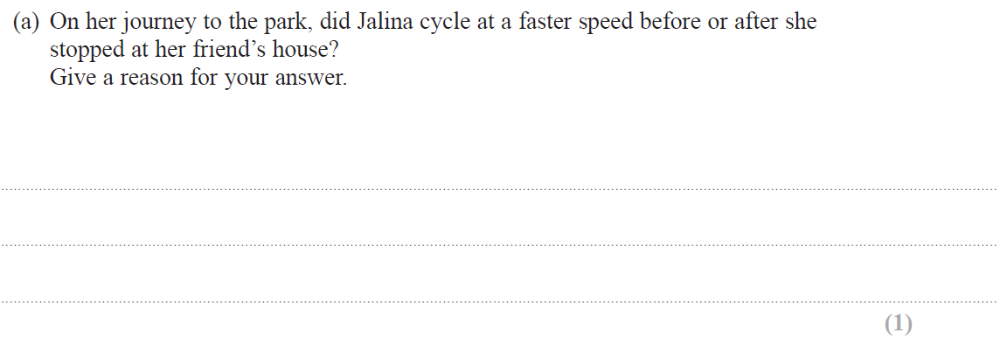 (a) On her journey to the park, did Jalina cycle at a faster speed before or after she
stopped at her friend’s house?
Give a reason for your answer.
(1)